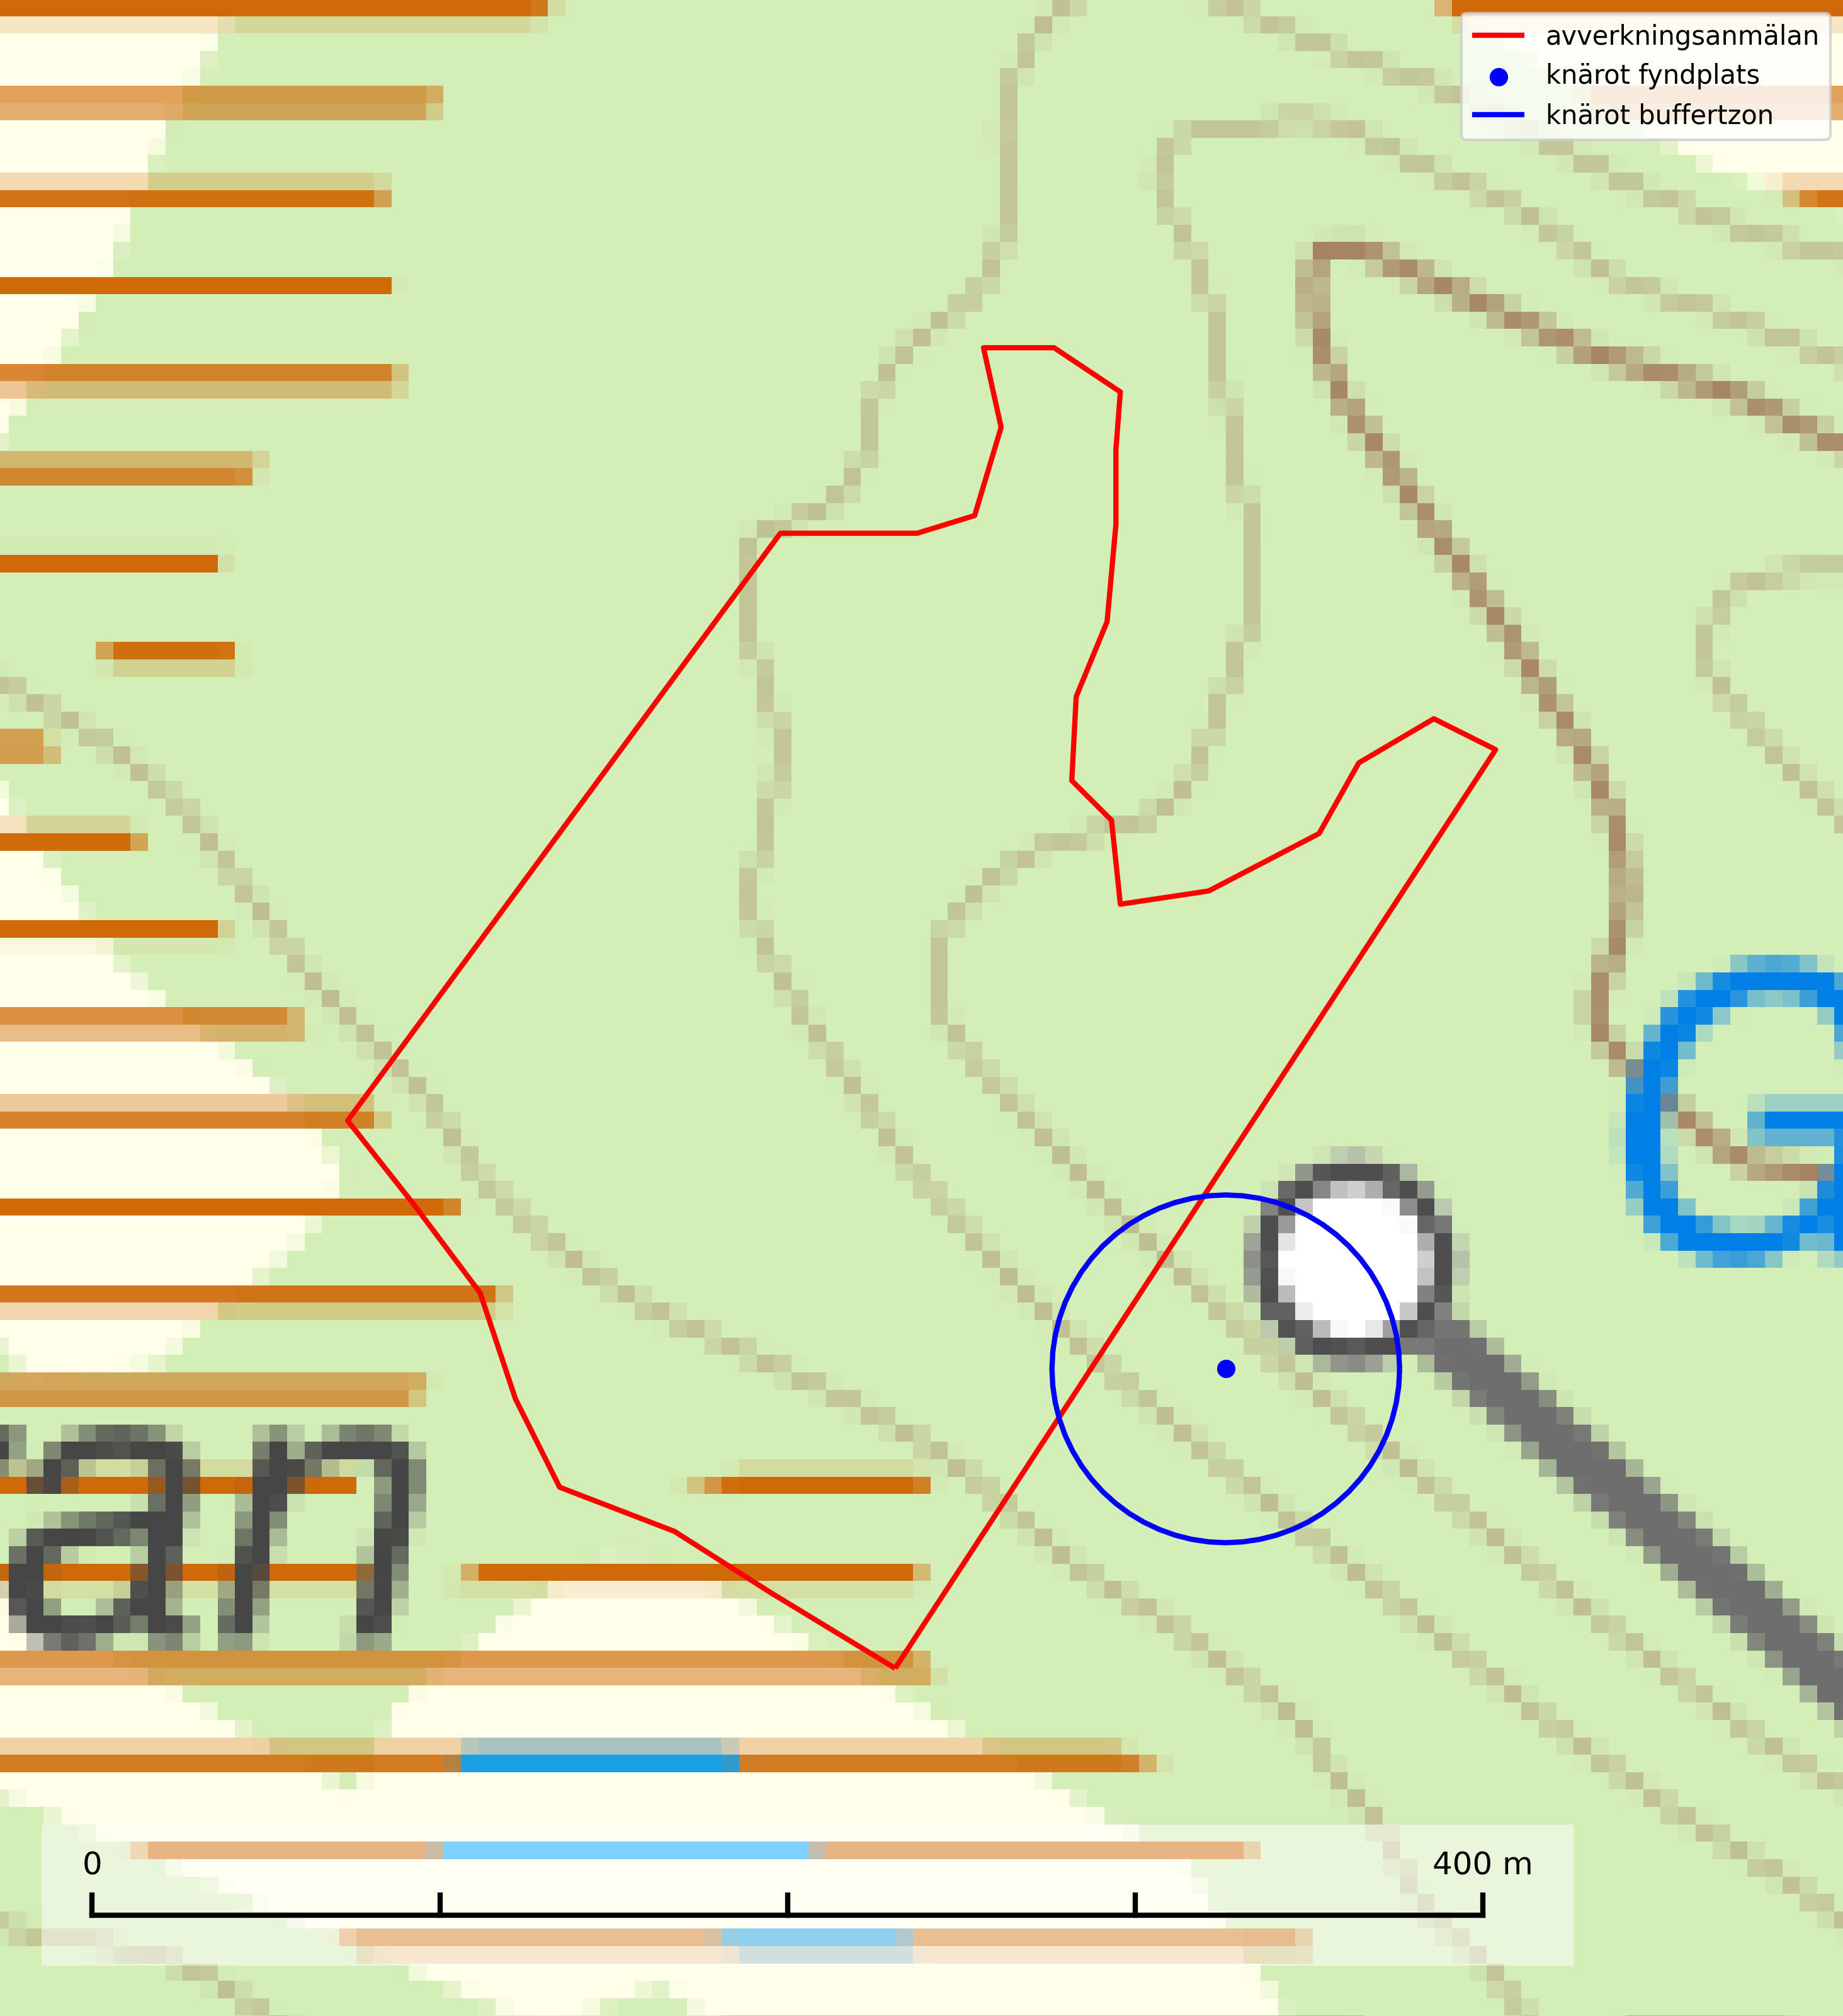 avverkningsanmälan
knärot fyndplats
knärot buffertzon
G
an
0 400 m